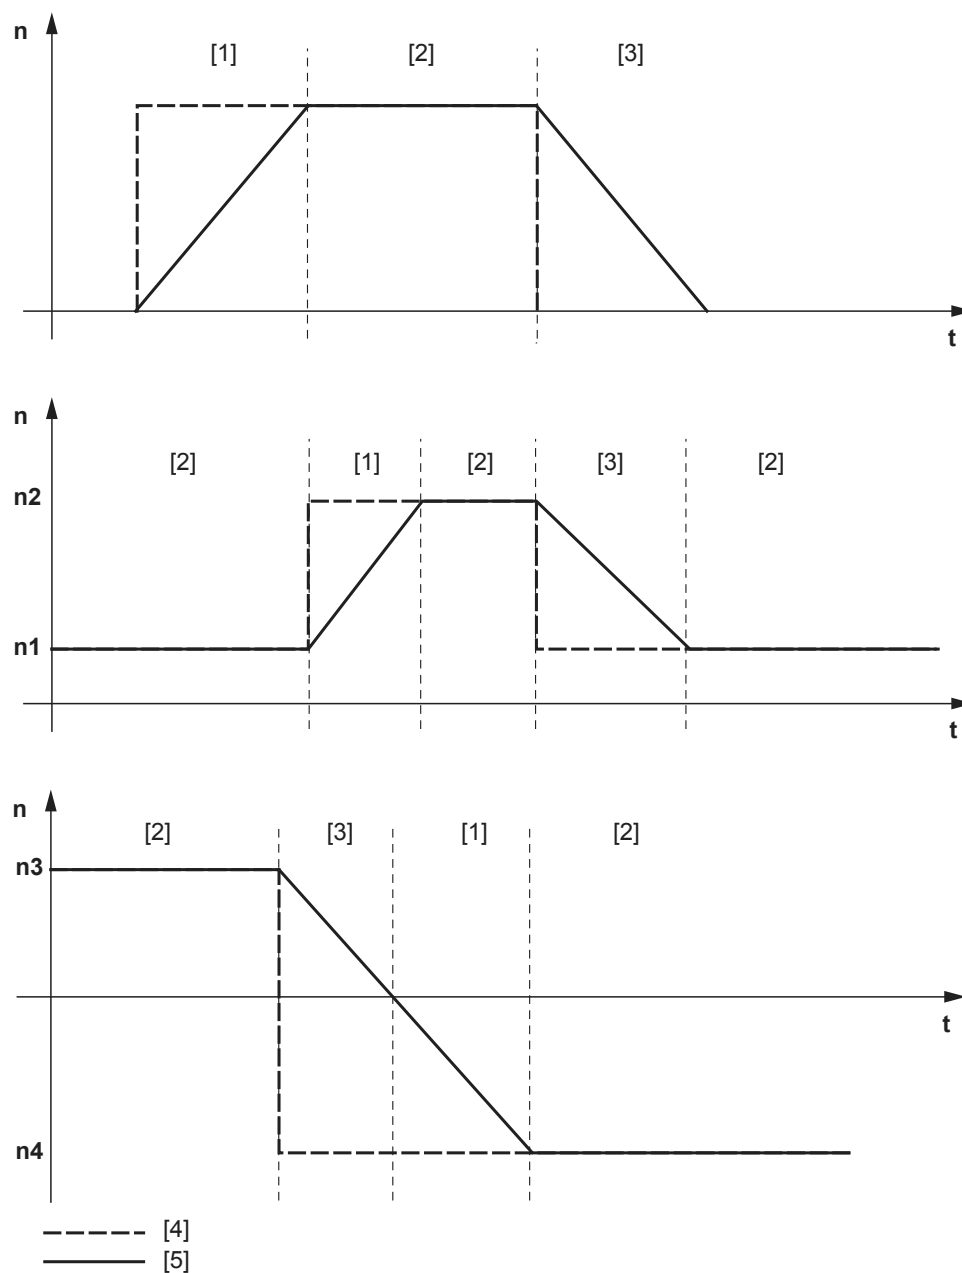 n
[1] [2] [3]
t
n
[2] [1] [2] [3] [2]
n2
n1
t
n
[2] [3] [1] [2]
n3
t
n4
[4]
[5]